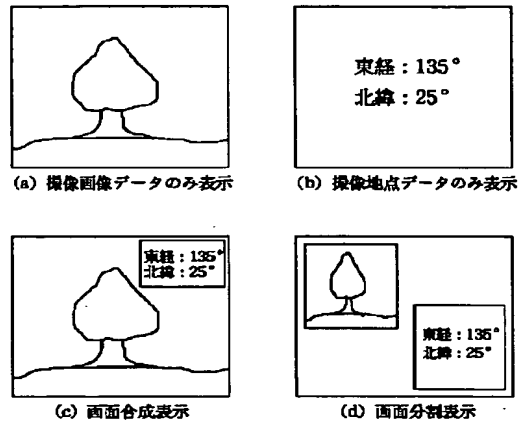 東経：135°
北緯：25°
(a) 撮像画像データのみ表示
(b) 撮像地点データのみ表示
東経：135°
北緯：25°
東経：135°
北緯：25°
(c) 画面合成表示
(d) 画面分割表示